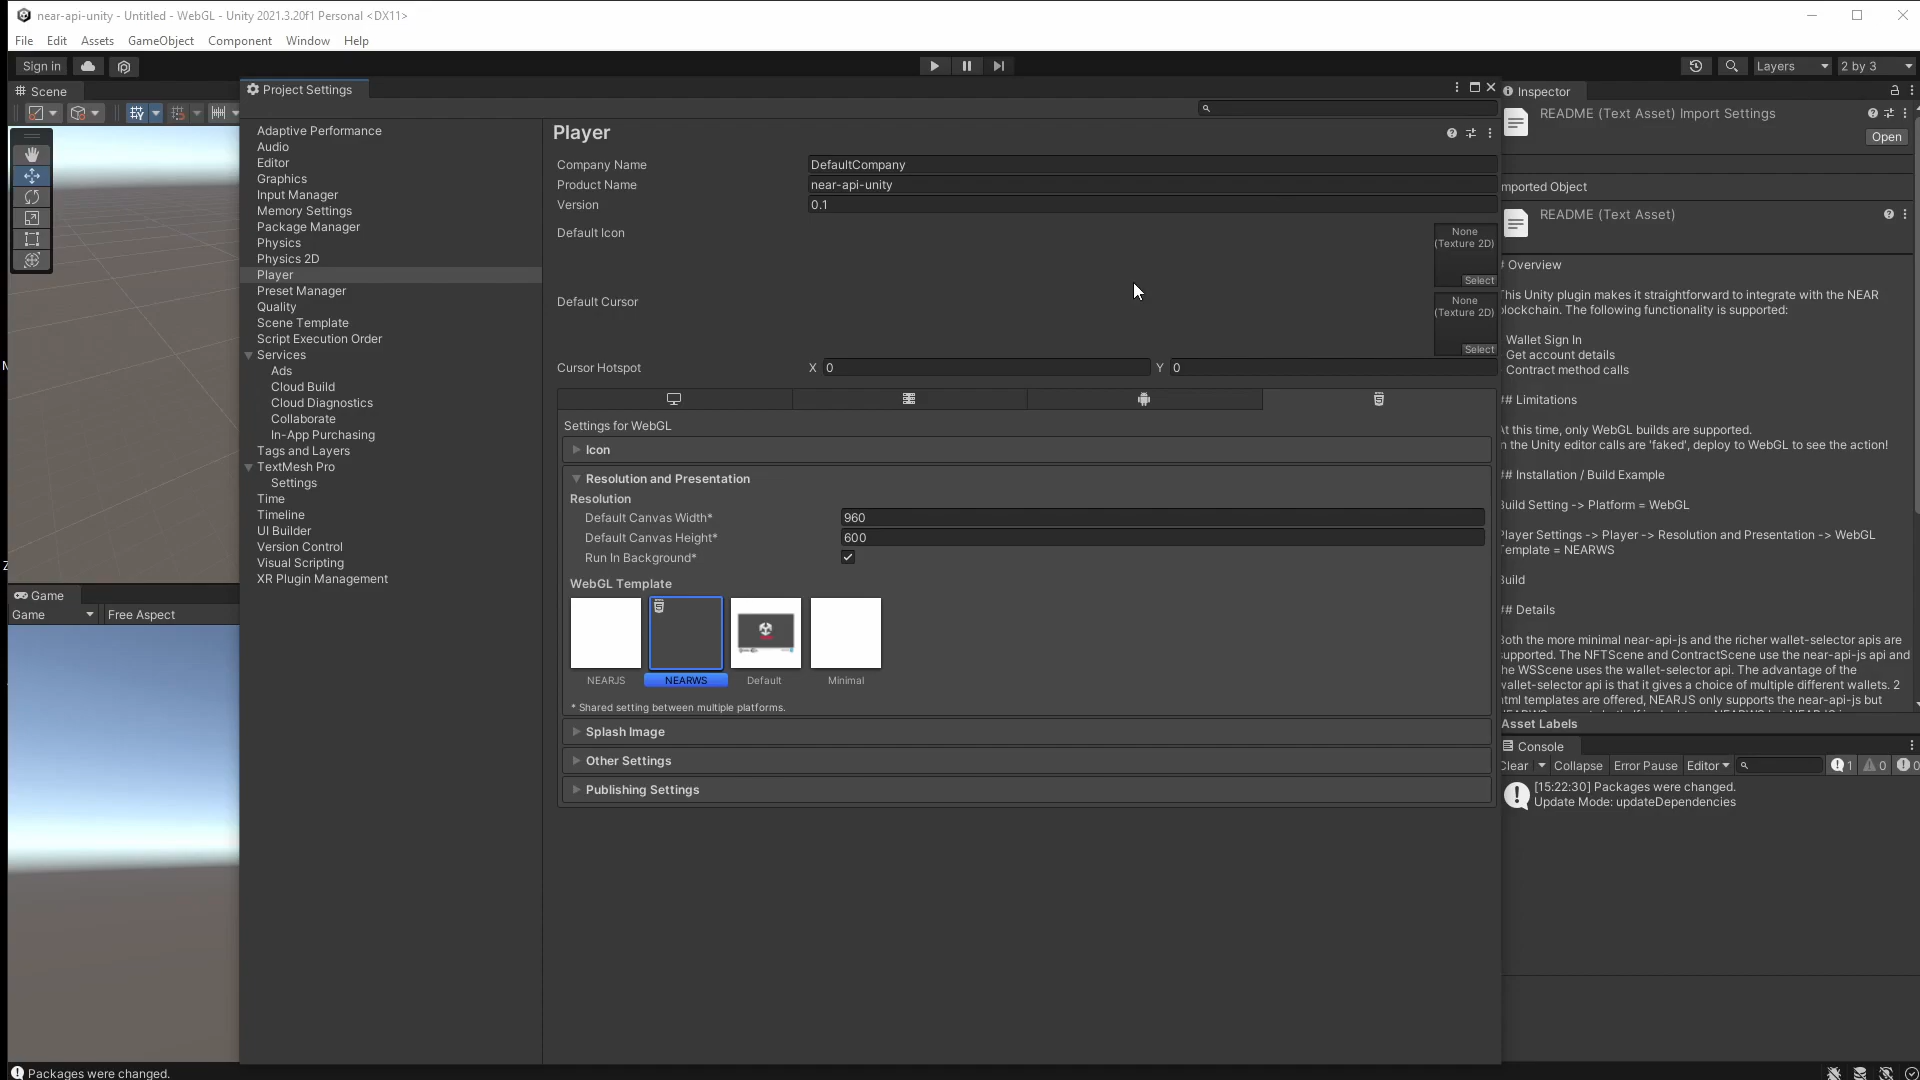 near-api-unity - Untitled - WebGL - Unity 2021.3.20f1 Personal <DX11>
File Edit Assets GameObject Component Window Help
Sign in
Layers
2 by 3
Scene
Project Settings
Adaptive Performance
Audio
Editor
Graphics
Input Manager
Memory Settings
Package Manager
Physics
Physics 2D
Player
Preset Manager
Quality
Scene Template
Script Execution Order
Services
Ads
Cloud Build
Cloud Diagnostics
Collaborate
In-App Purchasing
Tags and Layers
TextMesh Pro
Settings
Time
Timeline
UI Builder
Version Control
Visual Scripting
XR Plugin Management
Game
Game Free Aspect
Player
Company Name DefaultCompany
Product Name near-api-unity
Version 0.1
Default Icon
None
(Texture 2D)
Select
Default Cursor
None
(Texture 2D)
Select
Cursor Hotspot X 0 Y 0
Settings for WebGL
Icon
Resolution and Presentation
Resolution
Default Canvas Width* 960
Default Canvas Height* 600
Run In Background*
WebGL Template
NEARJS NEARWS Default Minimal
* Shared setting between multiple platforms.
Splash Image
Other Settings
Publishing Settings
Inspector
README (Text Asset) Import Settings
Open
mported Object
README (Text Asset)
# Overview
This Unity plugin makes it straightforward to integrate with the NEAR
blockchain. The following functionality is supported:
Wallet Sign In
Get account details
Contract method calls
## Limitations
At this time, only WebGL builds are supported.
In the Unity editor calls are 'faked', deploy to WebGL to see the action!
## Installation / Build Example
Build Setting -> Platform = WebGL
Player Settings -> Player -> Resolution and Presentation -> WebGL
Template = NEARWS
Build
## Details
Both the more minimal near-api-js and the richer wallet-selector apis are
supported. The NFTScene and ContractScene use the near-api-js api and
the WSScene uses the wallet-selector api. The advantage of the
wallet-selector api is that it gives a choice of multiple different wallets. 2
html templates are offered, NEARJS only supports the near-api-js but
Asset Labels
Console
Clear Collapse Error Pause Editor 1 0 0
[15:22:30] Packages were changed.
Update Mode: updateDependencies
Packages were changed.